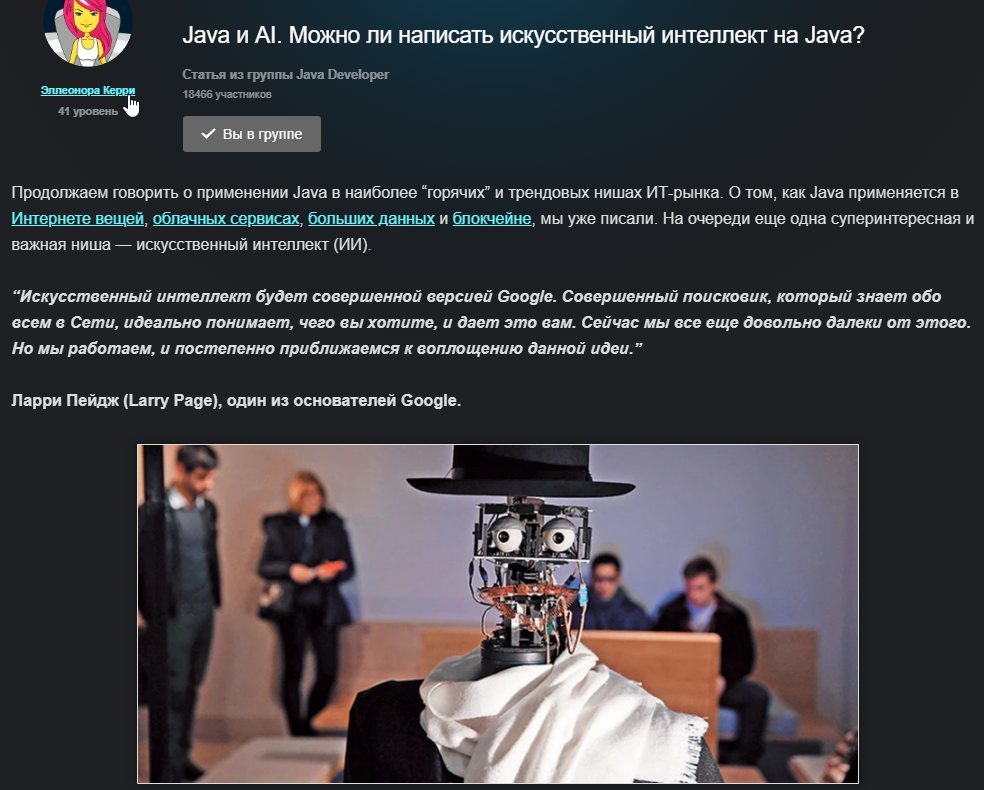 Java и AI. Можно ли написать искусственный интеллект на Java?
Статья из группы Java Developer
18466 участников
Эллеонора Керри
41 уровень
Вы в группе
Продолжаем говорить о применении Java в наиболее “горячих” и трендовых нишах ИТ-рынка. О том, как Java применяется в
Интернете вещей, облачных сервисах, больших данных и блокчейне, мы уже писали. На очереди еще одна суперинтересная и
важная ниша — искусственный интеллект (ИИ).
“Искусственный интеллект будет совершенной версией Google. Совершенный поисковик, который знает обо
всем в Сети, идеально понимает, чего вы хотите, и дает это вам. Сейчас мы все еще довольно далеки от этого.
Но мы работаем, и постепенно приближаемся к воплощению данной идеи.”
Ларри Пейдж (Larry Page), один из основателей Google.